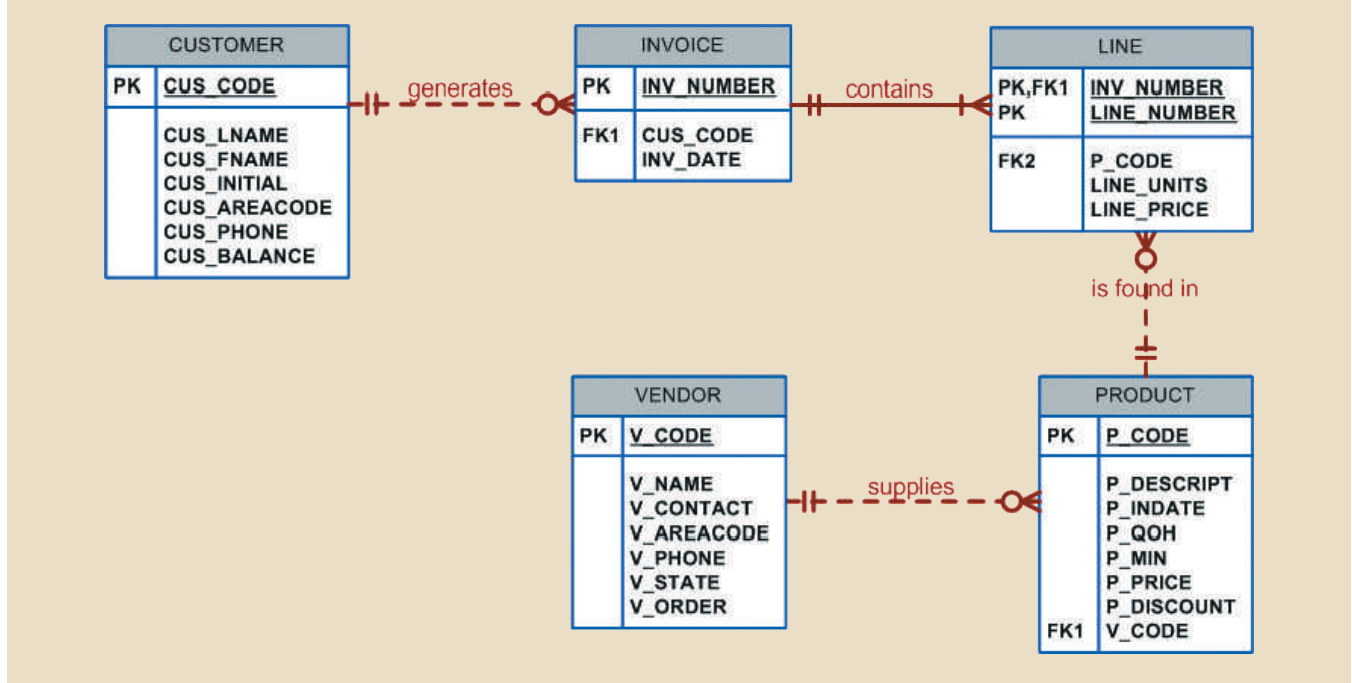 CUSTOMER
PK CUS_CODE
CUS_LNAME
CUS_FNAME
CUS_INITIAL
CUS_AREACODE
CUS_PHONE
CUS_BALANCE
generates
INVOICE
PK INV_NUMBER
FK1 CUS_CODE
INV_DATE
contains
LINE
PK,FK1 INV_NUMBER
PK LINE_NUMBER
FK2 P_CODE
LINE_UNITS
LINE_PRICE
is found in
VENDOR
PK V_CODE
V_NAME
V_CONTACT
V_AREACODE
V_PHONE
V_STATE
V_ORDER
supplies
PRODUCT
PK P_CODE
P_DESCRIPT
P_INDATE
P_QOH
P_MIN
P_PRICE
P_DISCOUNT
FK1 V_CODE